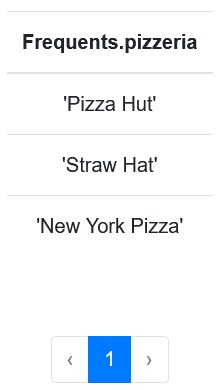 Frequents.pizzeria
'Pizza Hut'
'Straw Hat'
'New York Pizza'
‹ 1 ›